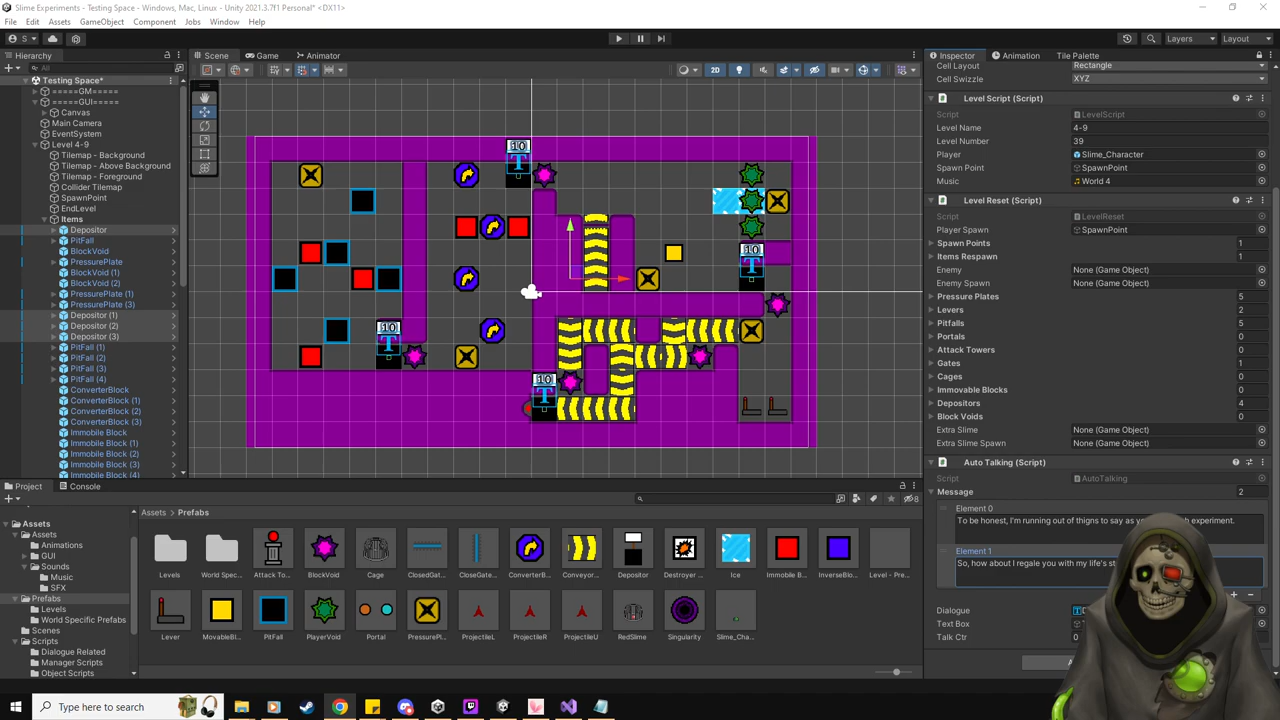 Slime Experiments - Testing Space - Windows, Mac, Linux - Unity 2021.3.7f1 Personal* <DX11>
File Edit Assets GameObject Component Jobs Window Help
S Layers Layout
Hierarchy Scene Game Animator Inspector Animation Tile Palette
All
2D
Testing Space*
=====GM=====
=====GUI=====
Canvas
Main Camera
EventSystem
Level 4-9
Tilemap - Background
Tilemap - Above Background
Tilemap - Foreground
Collider Tilemap
SpawnPoint
EndLevel
Items
Depositor
PitFall
BlockVoid
PressurePlate
BlockVoid (1)
BlockVoid (2)
PressurePlate (1)
PressurePlate (3)
Depositor (1)
Depositor (2)
Depositor (3)
PitFall (1)
PitFall (2)
PitFall (3)
PitFall (4)
ConverterBlock
ConverterBlock (1)
ConverterBlock (2)
ConverterBlock (3)
Immobile Block
Immobile Block (1)
Immobile Block (2)
Immobile Block (3)
Immobile Block (4)
10
T
10
T
10
T
10
T
Cell Layout Rectangle
Cell Swizzle XYZ
Level Script (Script)
Script LevelScript
Level Name 4-9
Level Number 39
Player Slime_Character
Spawn Point SpawnPoint
Music World 4
Level Reset (Script)
Script LevelReset
Player Spawn SpawnPoint
Spawn Points 1
Items Respawn 1
Enemy None (Game Object)
Enemy Spawn None (Game Object)
Pressure Plates 5
Levers 2
Pitfalls 5
Portals 0
Attack Towers 0
Gates 1
Cages 0
Immovable Blocks 0
Depositors 4
Block Voids 0
Extra Slime None (Game Object)
Extra Slime Spawn None (Game Object)
Auto Talking (Script)
Script AutoTalking
Message 2
Element 0
To be honest, I'm running out of thigns to say as experiment.
Element 1
So, how about I regale you with my life's
Dialogue
Text Box
Talk Ctr 0
Project Console
8
Assets
Assets
Animations
GUI
Sounds
Music
SFX
Prefabs
Levels
World Specific Prefabs
Scenes
Scripts
Dialogue Related
Manager Scripts
Object Scripts
Assets > Prefabs
Levels World Spec... Attack To... BlockVoid Cage ClosedGat... CloseGate... ConverterB... Conveyor... Depositor Destroyer ... Ice Immobile B... InverseBlo... Level - Pre...
Lever MovableBl... PitFall PlayerVoid Portal PressurePl... ProjectileL ProjectileR ProjectileU RedSlime Singularity Slime_Cha...
Type here to search